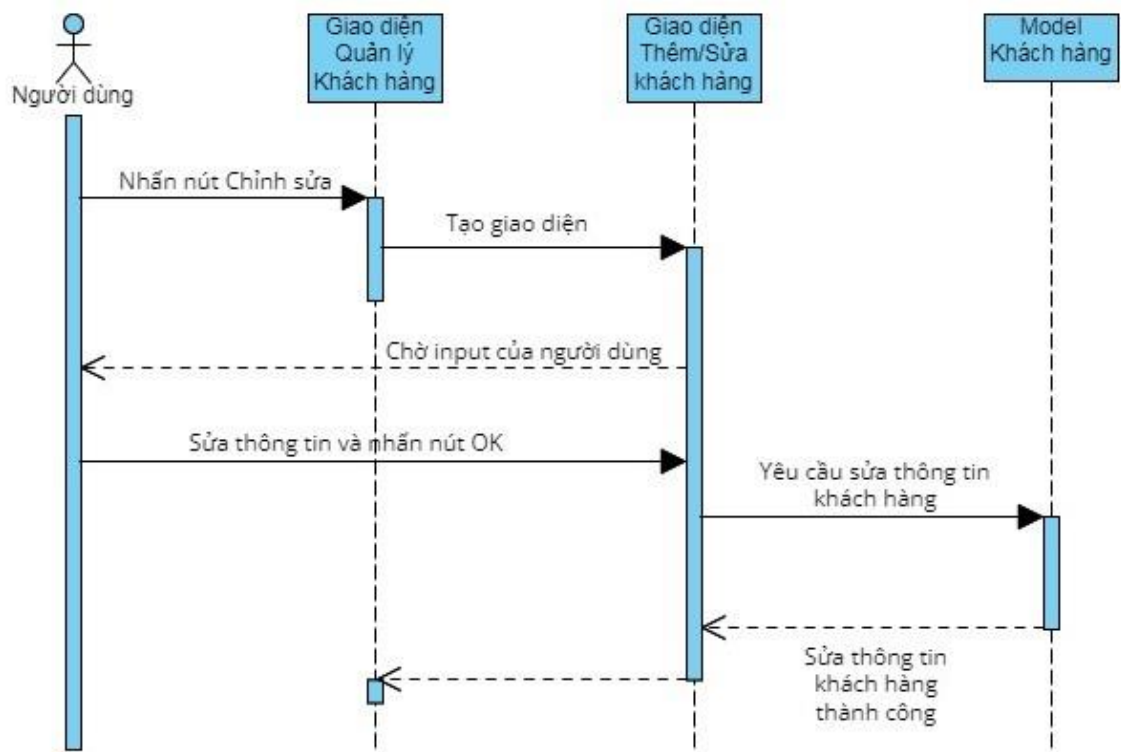 Người dùng
Giao diện
Quản lý
Khách hàng
Giao diện
Thêm/Sửa
khách hàng
Model
Khách hàng
Nhấn nút Chỉnh sửa
Tạo giao diện
Chờ input của người dùng
Sửa thông tin và nhấn nút OK
Yêu cầu sửa thông tin
khách hàng
Sửa thông tin
khách hàng
thành công